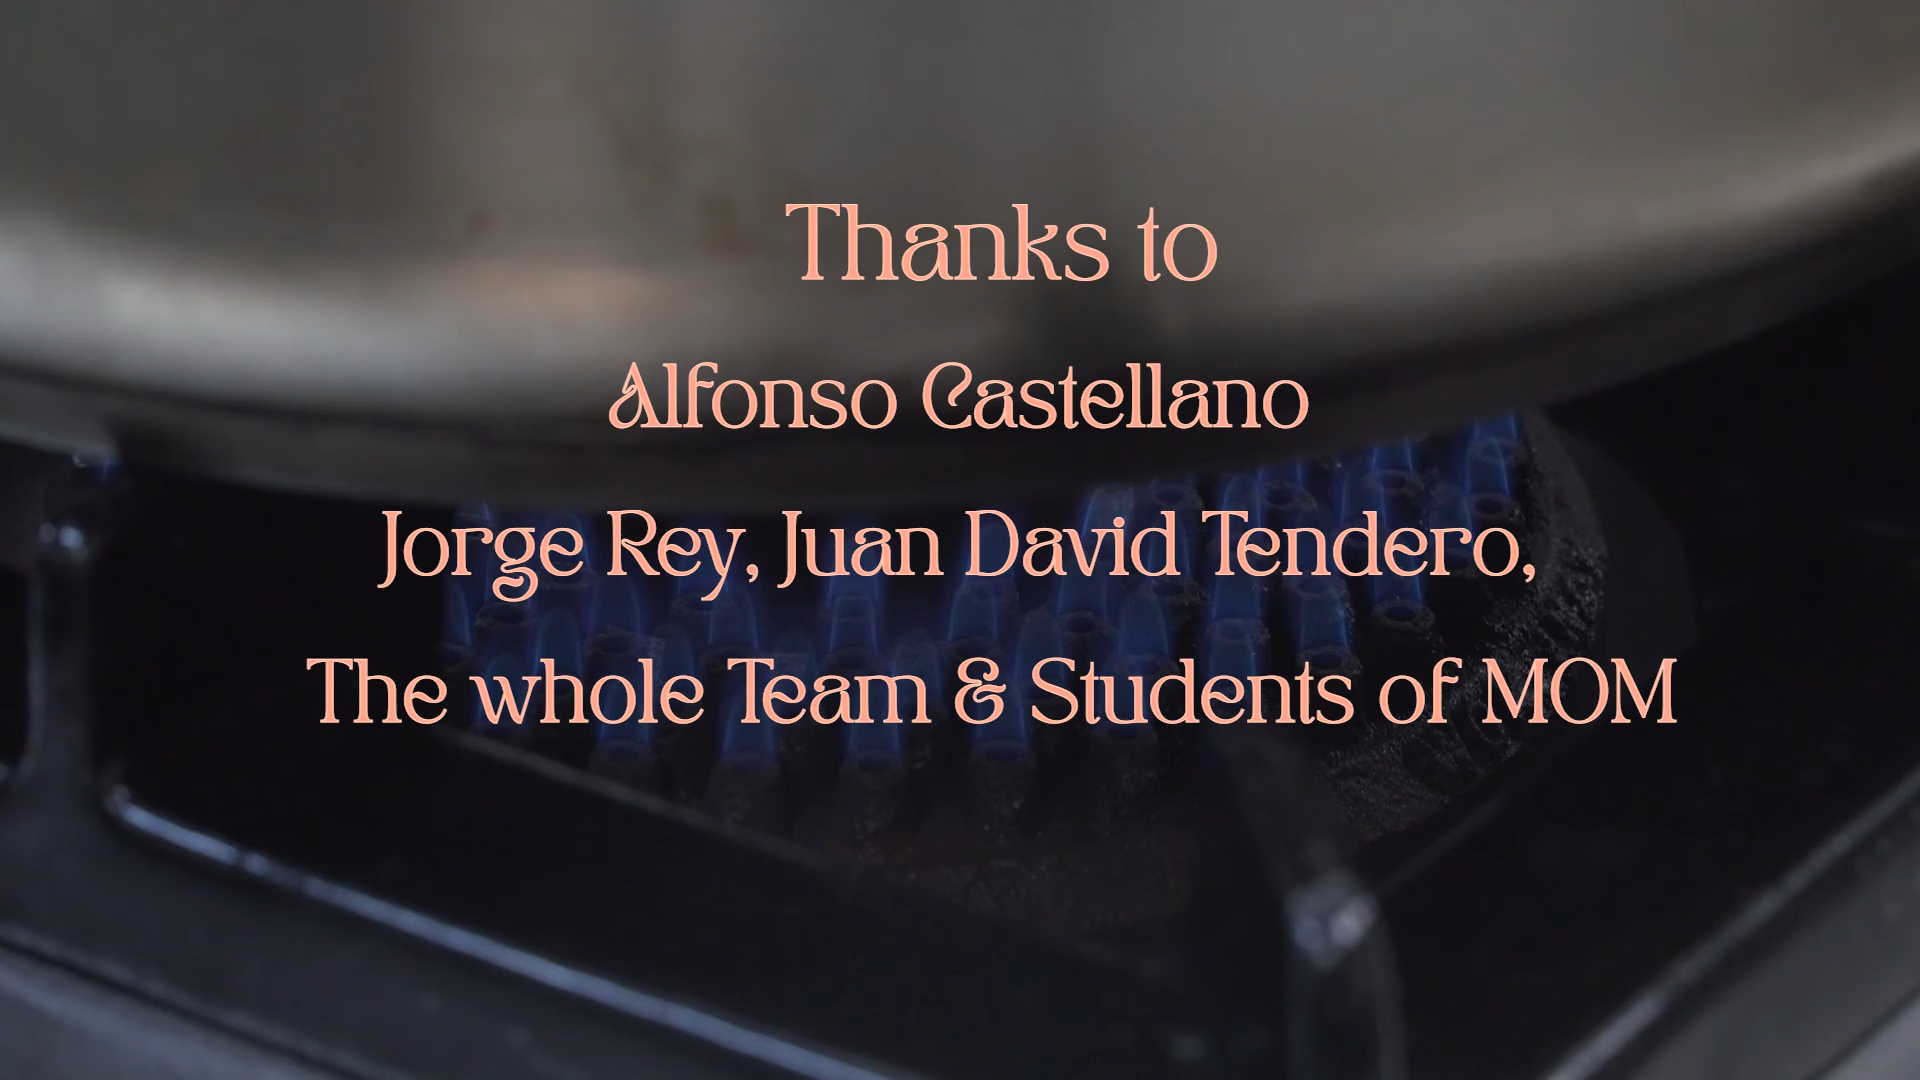 Thanks to
Alfonso Castellano
Jorge Rey, Juan David Tendero,
The whole Team & Students of MOM